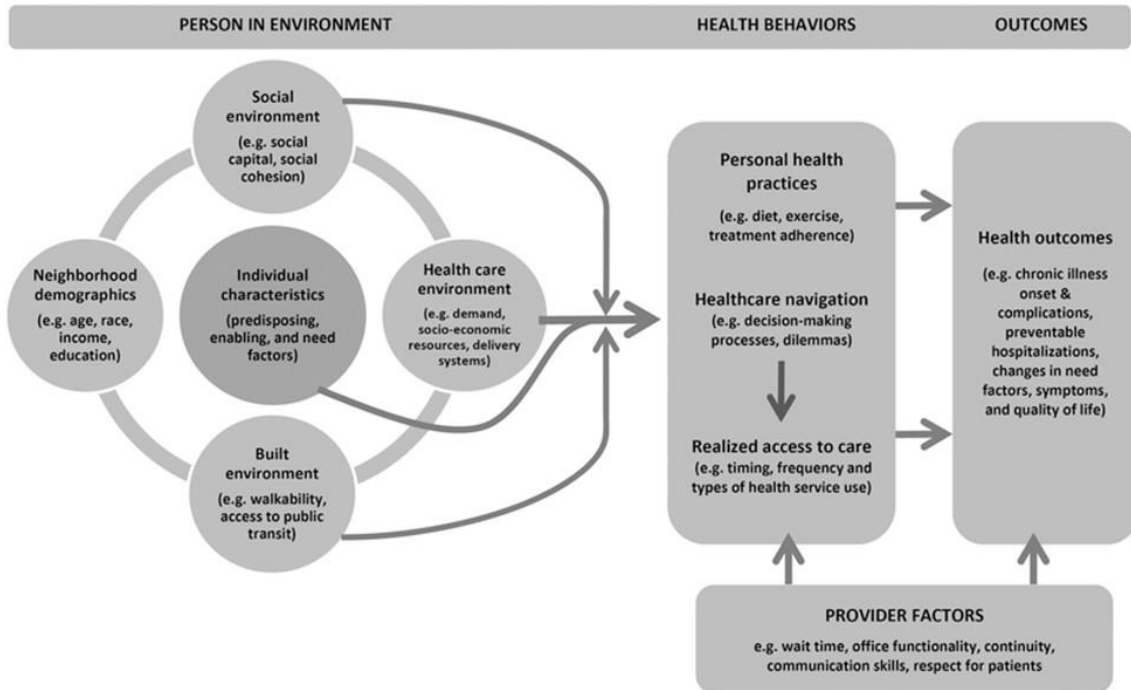 PERSON IN ENVIRONMENT
HEALTH BEHAVIORS
OUTCOMES
Social
environment
(e.g. social
capital, social
cohesion)
Neighborhood
demographics
(e.g. age, race,
income,
education)
Individual
characteristics
(predisposing,
enabling, and need
factors)
Health care
environment
(e.g. demand,
socio-economic
resources, delivery
systems)
Built
environment
(e.g. walkability,
access to public
transit)
Personal health
practices
(e.g. diet, exercise,
treatment adherence)
Healthcare navigation
(e.g. decision-making
processes, dilemmas)
Realized access to care
(e.g. timing, frequency and
types of health service use)
Health outcomes
(e.g. chronic illness
onset &
complications,
preventable
hospitalizations,
changes in need
factors, symptoms,
and quality of life)
PROVIDER FACTORS
e.g. wait time, office functionality, continuity,
communication skills, respect for patients